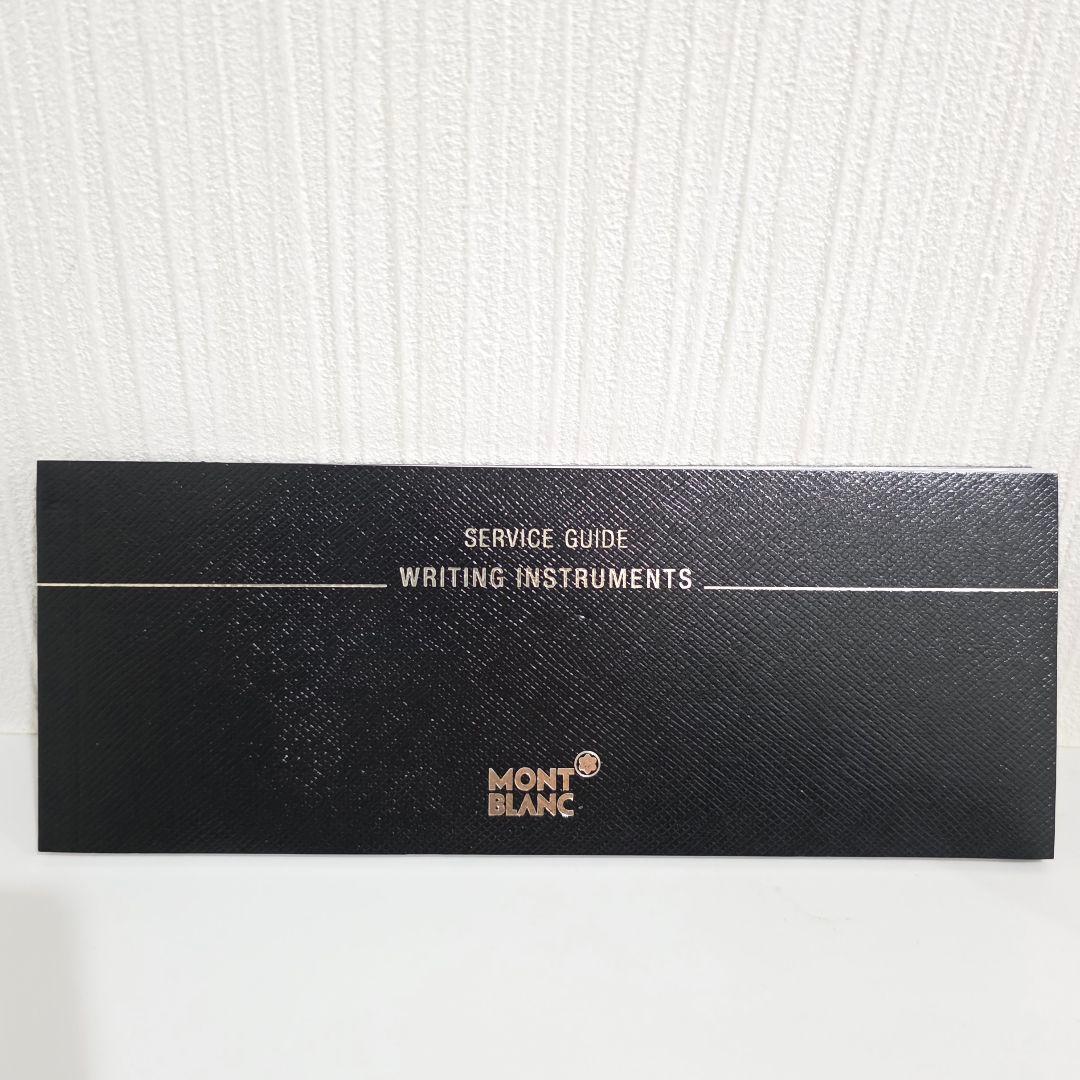 SERVICE GUIDE
WRITING INSTRUMENTS
MONT
BLANC